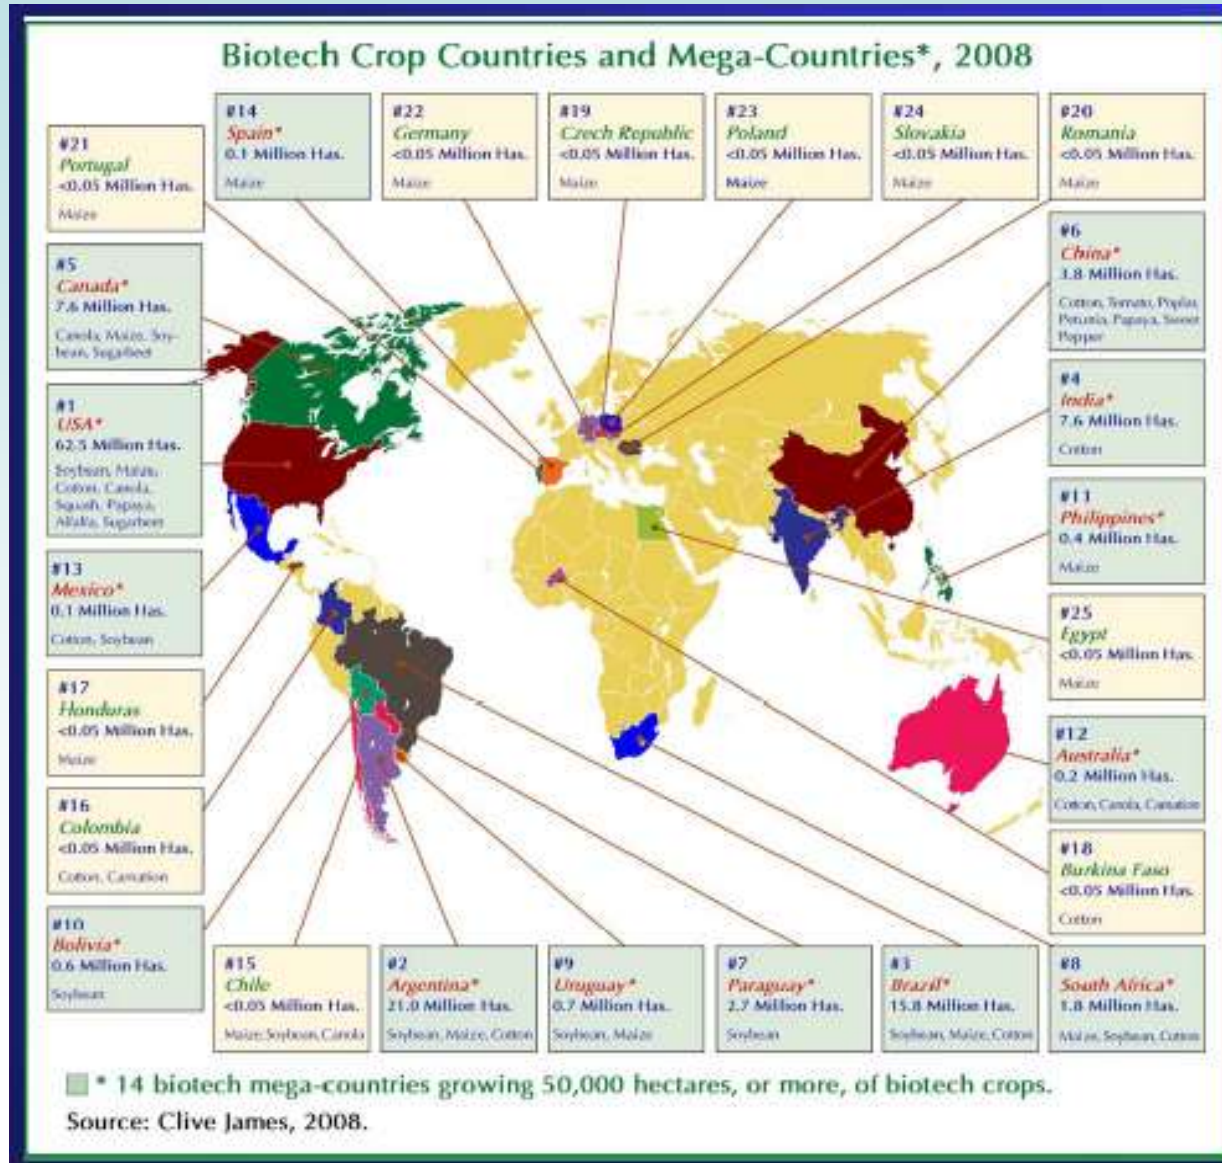 Biotech Crop Countries and Mega-Countries*, 2008
#21
Portugal
<0.05 Million Has.
Maize
#14
Spain*
0.1 Million Has.
Maize
#22
Germany
<0.05 Million Has.
Maize
#19
Czech Republic
<0.05 Million Has.
Maize
#23
Poland
<0.05 Million Has.
Maize
#24
Slovakia
<0.05 Million Has.
Maize
#20
Romania
<0.05 Million Has.
Maize
#5
Canada*
7.6 Million Has.
Canola, Maize, Soy-
bean, Sugarbeet
#1
USA*
62.5 Million Has.
Soybean, Maize,
Cotton, Canola,
Squash, Papaya,
Alfalfa, Sugarbeet
#13
Mexico*
0.1 Million Has.
Cotton, Soybean
#17
Honduras
<0.05 Million Has.
Maize
#16
Colombia
<0.05 Million Has.
Cotton, Carnation
#10
Bolivia*
0.6 Million Has.
Soybean
#6
China*
3.8 Million Has.
Cotton, Tomato, Poplar,
Petunia, Papaya, Sweet
Pepper
#4
India*
7.6 Million Has.
Cotton
#11
Philippines*
0.4 Million Has.
Maize
#25
Egypt
<0.05 Million Has.
Maize
#12
Australia*
0.2 Million Has.
Cotton, Canola, Carnation
#18
Burkina Faso
<0.05 Million Has.
Cotton
#15
Chile
<0.05 Million Has.
Maize, Soybean, Canola
#2
Argentina*
21.0 Million Has.
Soybean, Maize, Cotton
#9
Uruguay*
0.7 Million Has.
Soybean, Maize
#7
Paraguay*
2.7 Million Has.
Soybean
#3
Brazil*
15.8 Million Has.
Soybean, Maize, Cotton
#8
South Africa*
1.8 Million Has.
Maize, Soybean, Cotton
* 14 biotech mega-countries growing 50,000 hectares, or more, of biotech crops.
Source: Clive James, 2008.